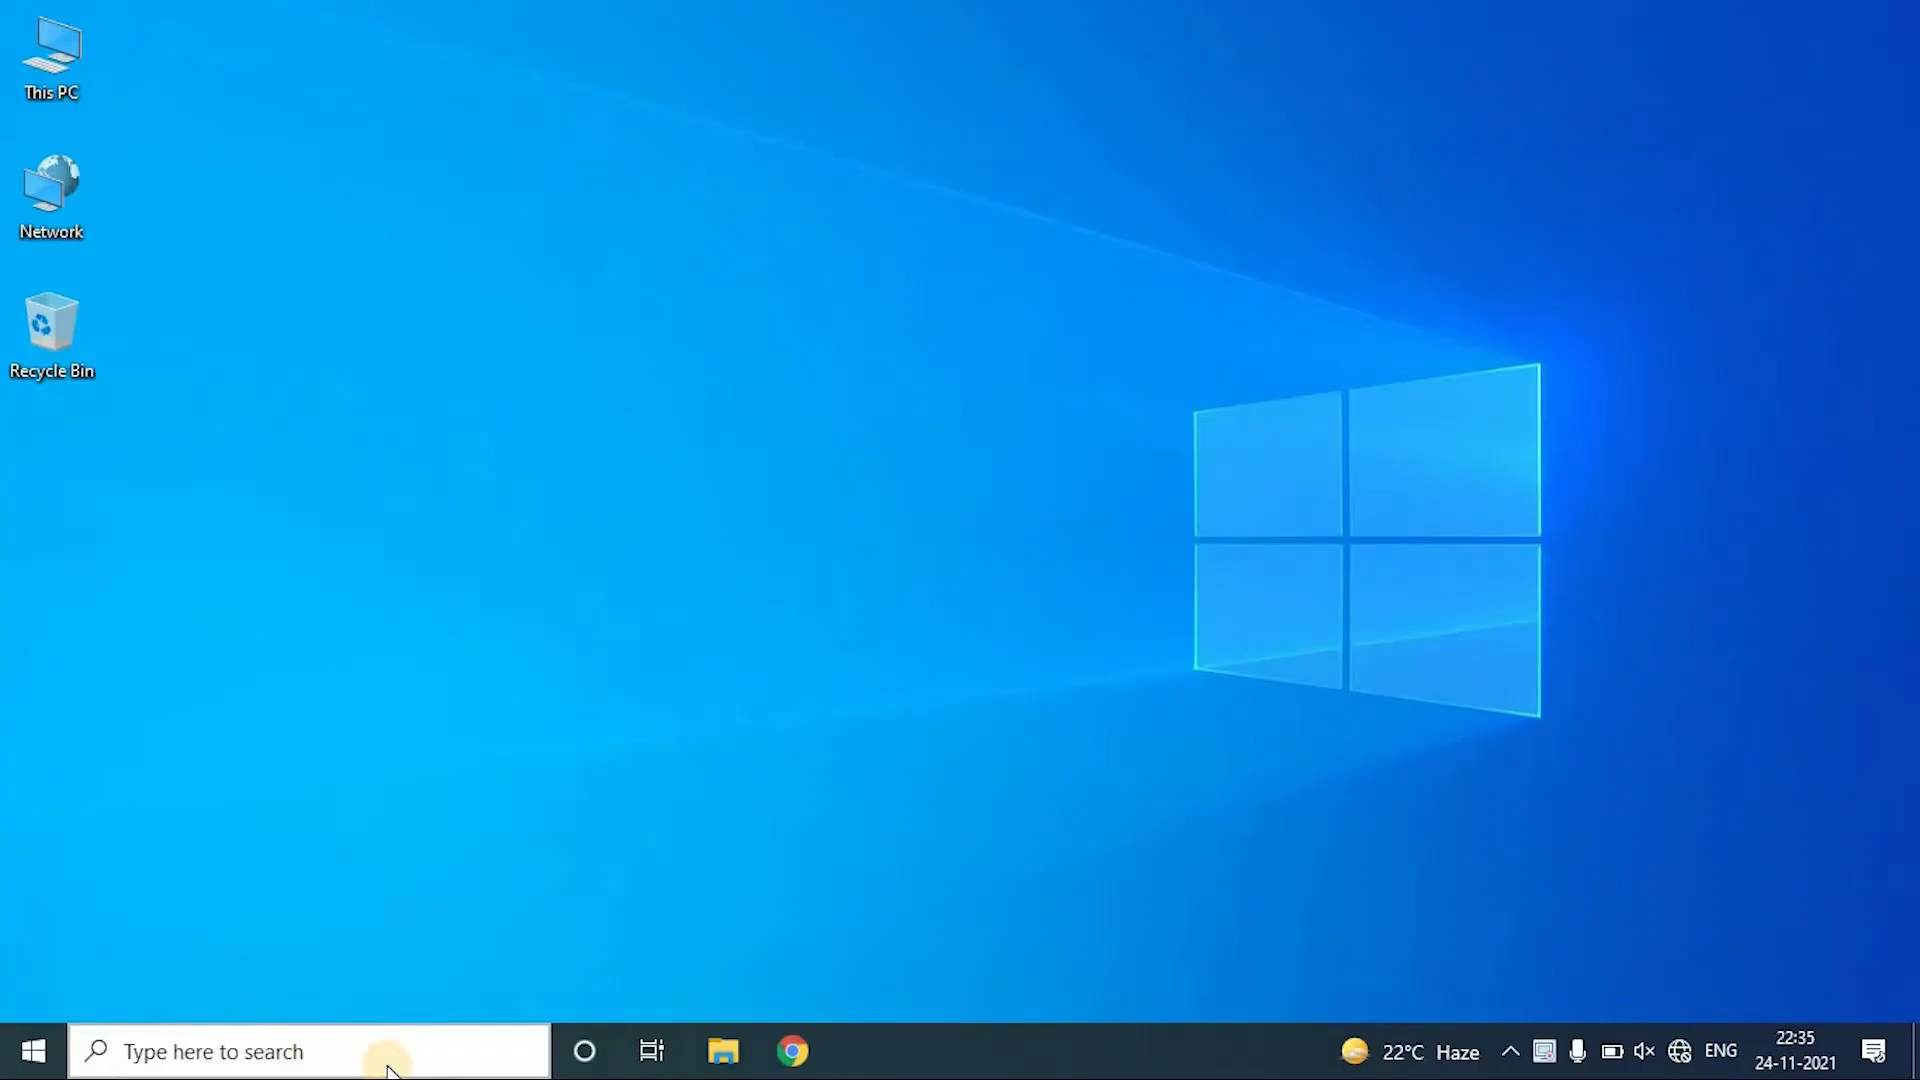 This PC
Network
Recycle Bin
Type here to search
22°C Haze
ENG
22:35
24-11-2021